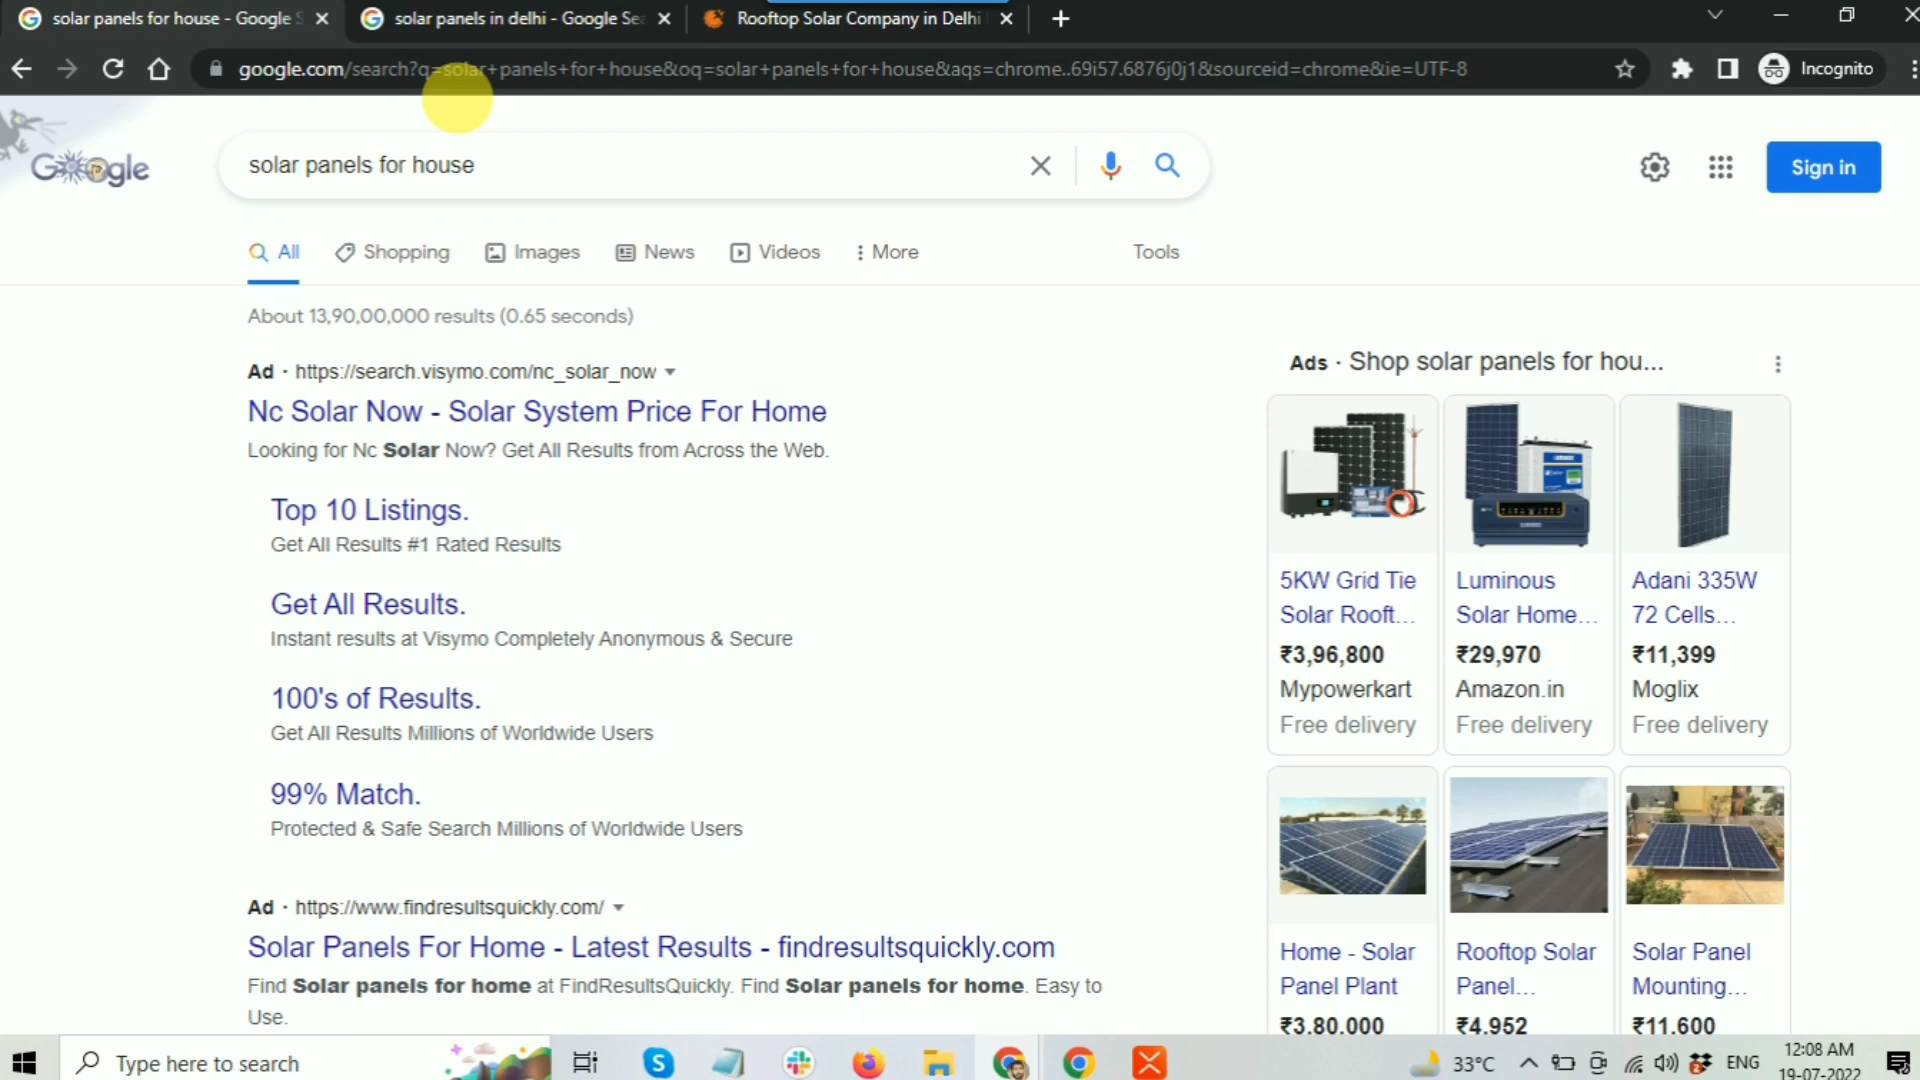 solar panels for house - Google S
solar panels in delhi - Google Sea
Rooftop Solar Company in Delhi
google.com/search?q=solar+panels+for+house&oq=solar+panels+for+house&aqs=chrome..69i57.6876j0j1&sourceid=chrome&ie=UTF-8
Incognito
Google
solar panels for house
Sign in
All
Shopping
Images
News
Videos
More
Tools
About 13,90,00,000 results (0.65 seconds)
Ad · https://search.visymo.com/nc_solar_now
Nc Solar Now - Solar System Price For Home
Looking for Nc Solar Now? Get All Results from Across the Web.
Top 10 Listings.
Get All Results #1 Rated Results
Get All Results.
Instant results at Visymo Completely Anonymous & Secure
100's of Results.
Get All Results Millions of Worldwide Users
99% Match.
Protected & Safe Search Millions of Worldwide Users
Ad · https://www.findresultsquickly.com/
Solar Panels For Home - Latest Results - findresultsquickly.com
Find Solar panels for home at FindResultsQuickly. Find Solar panels for home. Easy to
Use.
Ads · Shop solar panels for hou...
5KW Grid Tie
Solar Rooft...
₹3,96,800
Mypowerkart
Free delivery
Luminous
Solar Home...
₹29,970
Amazon.in
Free delivery
Adani 335W
72 Cells...
₹11,399
Moglix
Free delivery
Home - Solar
Panel Plant
₹3,80,000
Rooftop Solar
Panel...
₹4,952
Solar Panel
Mounting...
₹11,600
Type here to search
33°C
ENG
12:08 AM
19-07-2022